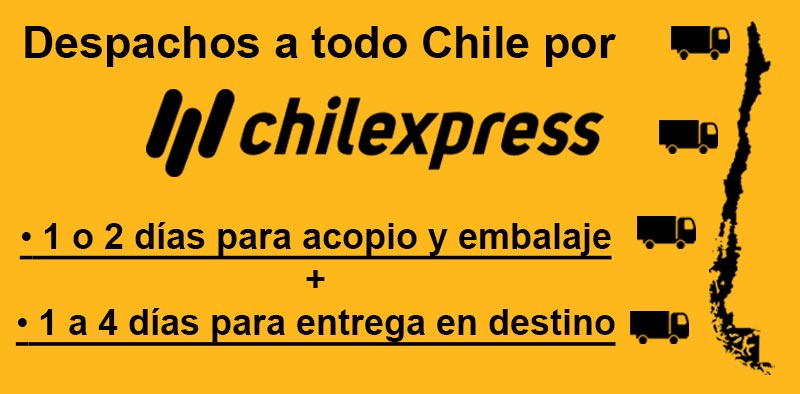 Despachos a todo Chile por
chilexpress
• 1 o 2 días para acopio y embalaje
+
• 1 a 4 días para entrega en destino